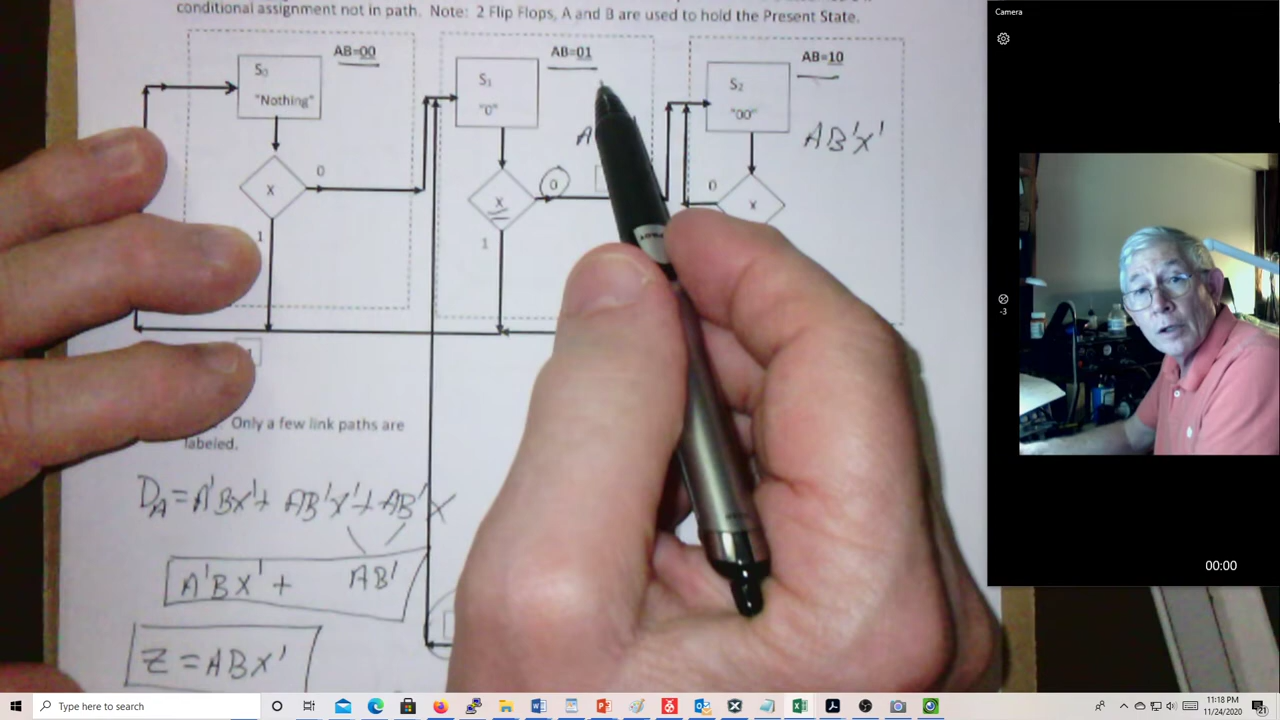 conditional assignment not in path. Note: 2 Flip Flops, A and B are used to hold the Present State.
AB=00
S0
"Nothing"
X
0
1
AB=01
S1
"0"
X
0
1
A
AB=10
S2
"00"
X
0
AB'X'
Only a few link paths are
labeled.
DA = A'BX' + AB'X' + AB'X
A'BX' + AB'
Z = ABX'
Camera
-3
00:00
Type here to search
11:18 PM
11/24/2020
21